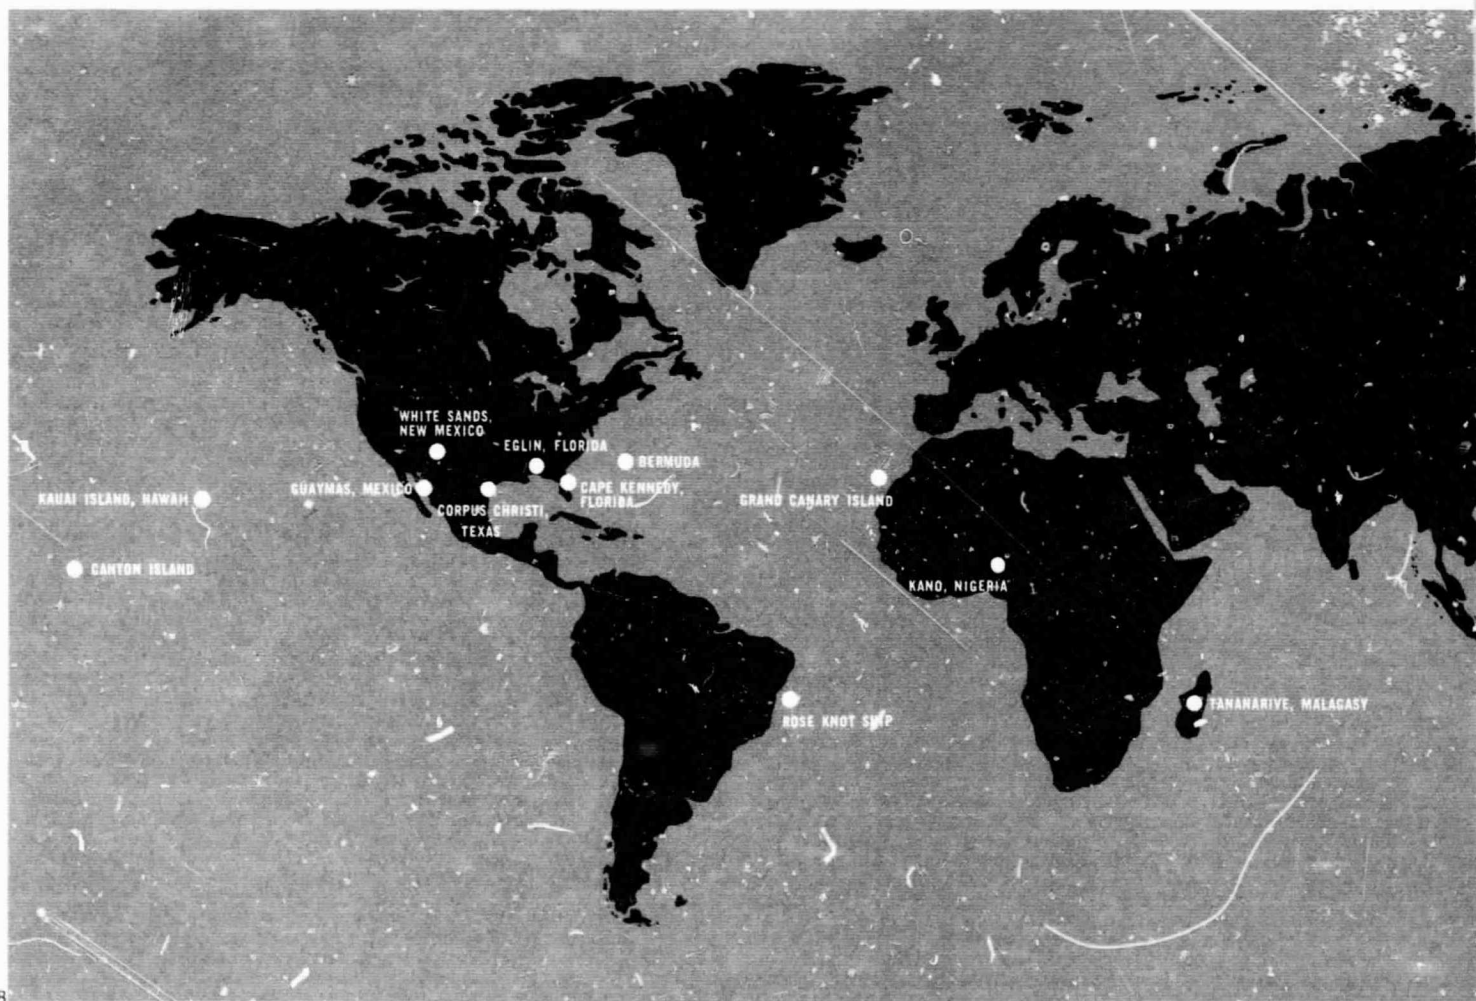 WHITE SANDS,
NEW MEXICO
EGLIN, FLORIDA
BERMUDA
KAUAI ISLAND, HAWAII
GUAYMAS, MEXICO
CAPE KENNEDY,
FLORIDA
CORPUS CHRISTI,
TEXAS
GRAND CANARY ISLAND
CANTON ISLAND
KANO, NIGERIA
ROSE KNOT SHIP
TANANARIVE, MALAGASY
8